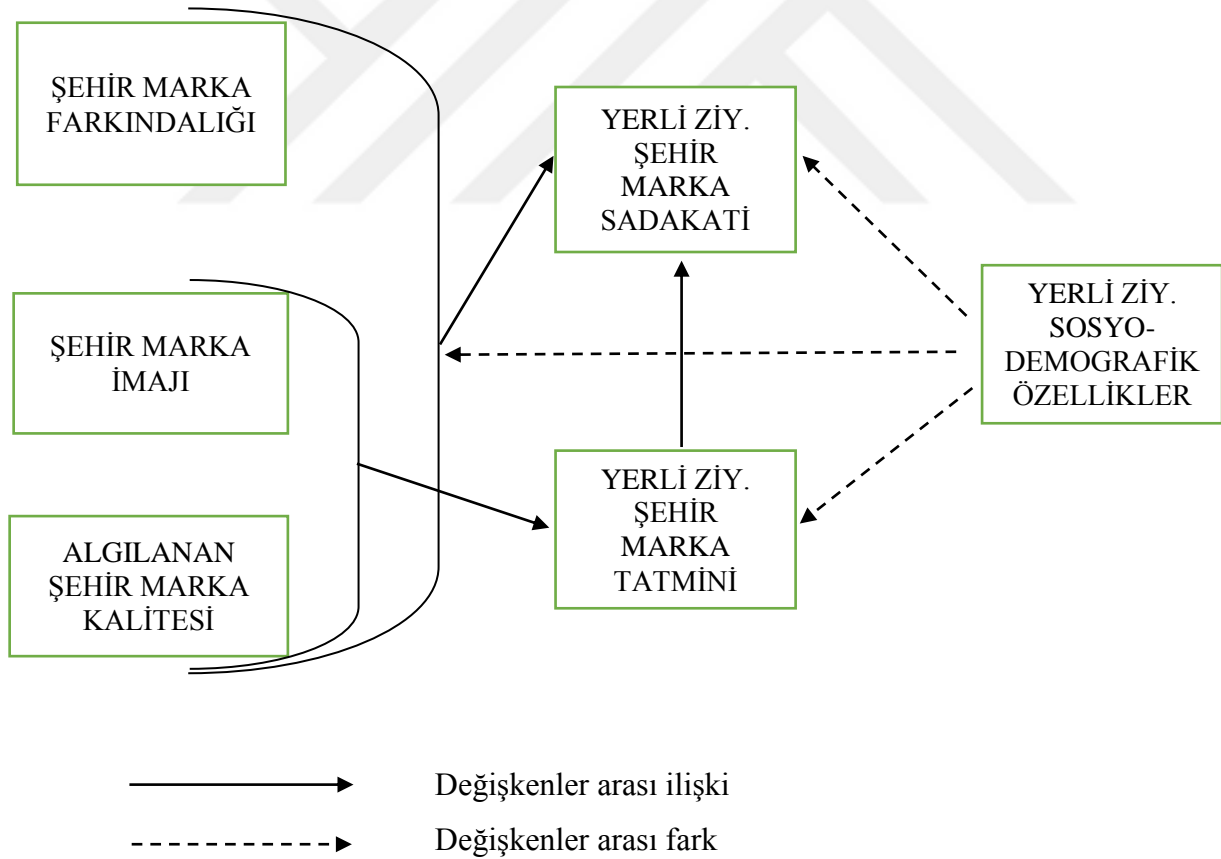 ŞEHİR MARKA
FARKINDALIĞI
ŞEHİR MARKA
İMAJI
ALGILANAN
ŞEHİR MARKA
KALİTESİ
YERLİ ZİY.
ŞEHİR
MARKA
SADAKATİ
YERLİ ZİY.
ŞEHİR
MARKA
TATMİNİ
YERLİ ZİY.
SOSYO-
DEMOGRAFİK
ÖZELLİKLER
Değişkenler arası ilişki
Değişkenler arası fark